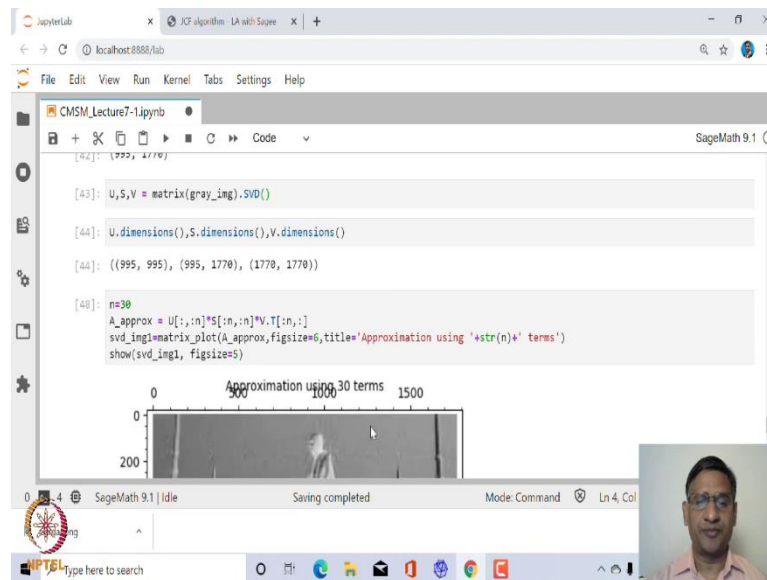 JupyterLab
JCF algorithm - LA with Sagee
localhost:8888/lab
File Edit View Run Kernel Tabs Settings Help
CMSM_Lecture7-1.ipynb
Code
SageMath 9.1
[42]: (995, 1770)
[43]: U,S,V = matrix(gray_img).SVD()
[44]: U.dimensions(),S.dimensions(),V.dimensions()
[44]: ((995, 995), (995, 1770), (1770, 1770))
[48]: n=30
A_approx = U[:,:n]*S[:n,:n]*V.T[:n,:]
svd_img1=matrix_plot(A_approx,figsize=6,title='Approximation using '+str(n)+' terms')
show(svd_img1, figsize=5)
Approximation using 30 terms
0 500 1000 1500
0
200
0 4 SageMath 9.1 | Idle Saving completed Mode: Command Ln 4, Col
NPTEL
Type here to search